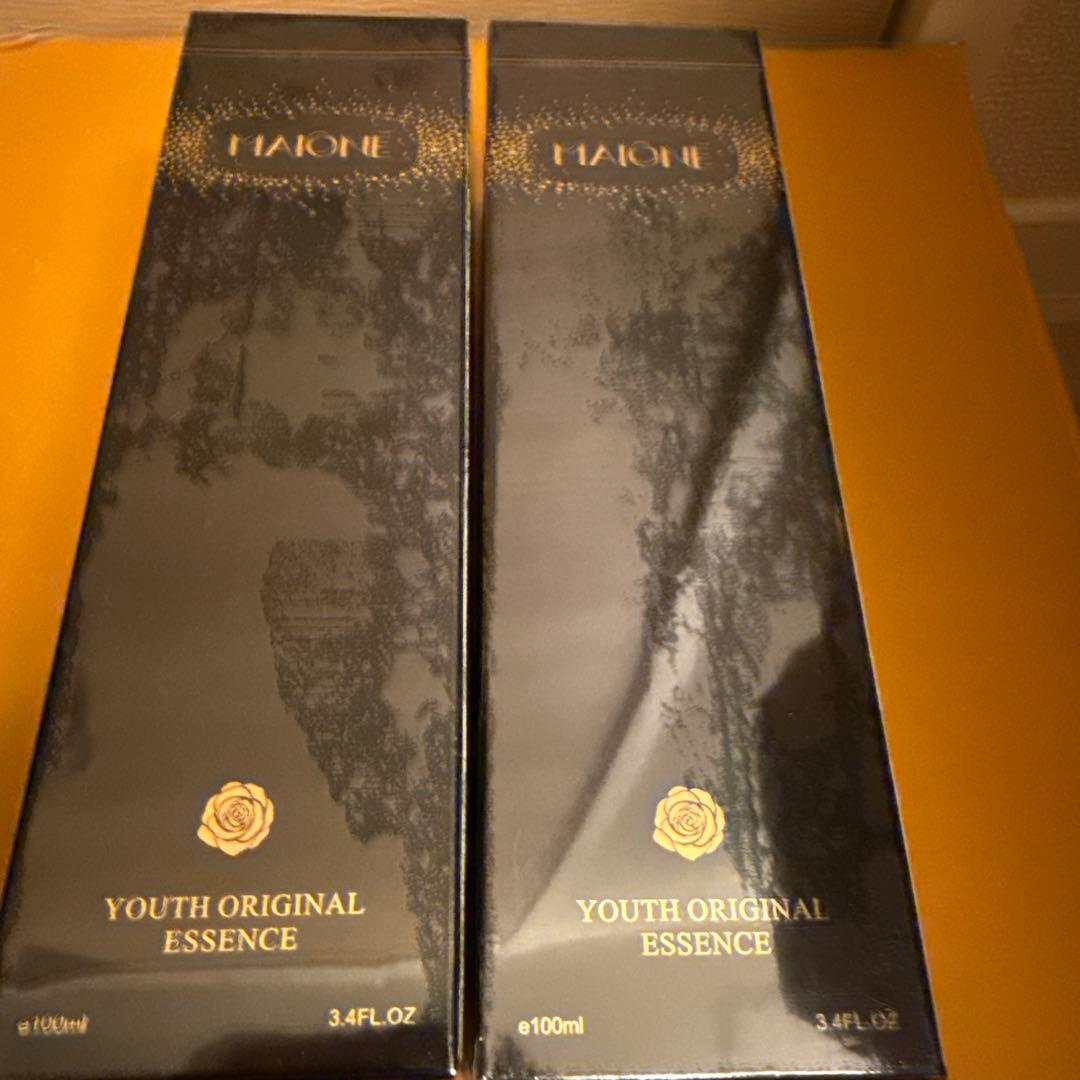 MAIONE
YOUTH ORIGINAL
ESSENCE
e100ml
3.4FL.OZ
MAIONE
YOUTH ORIGINAL
ESSENCE
e100ml
3.4FL.OZ